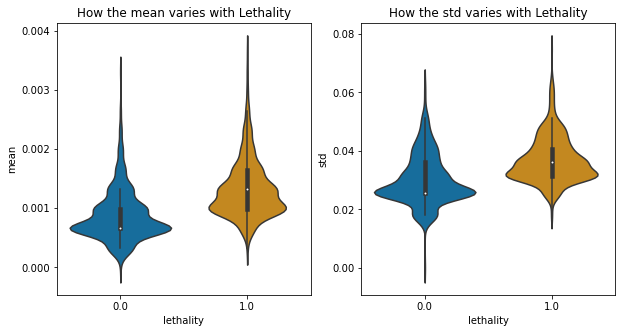 How the mean varies with Lethality
mean
0.004
0.003
0.002
0.001
0.000
0.0
1.0
lethality
How the std varies with Lethality
std
0.08
0.06
0.04
0.02
0.00
0.0
1.0
lethality